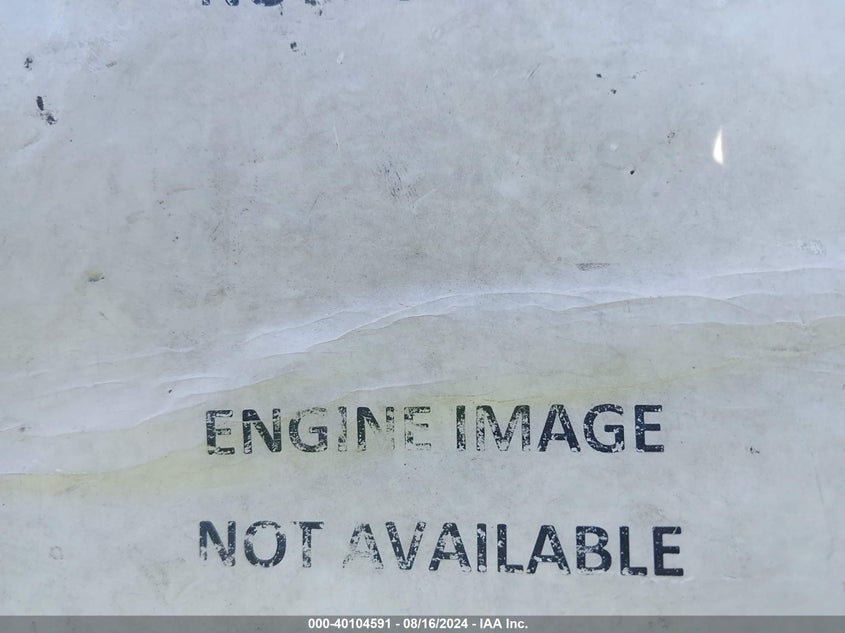 ENGINE IMAGE
NOT AVAILABLE
000-40104591 - 08/16/2024 - IAA Inc.